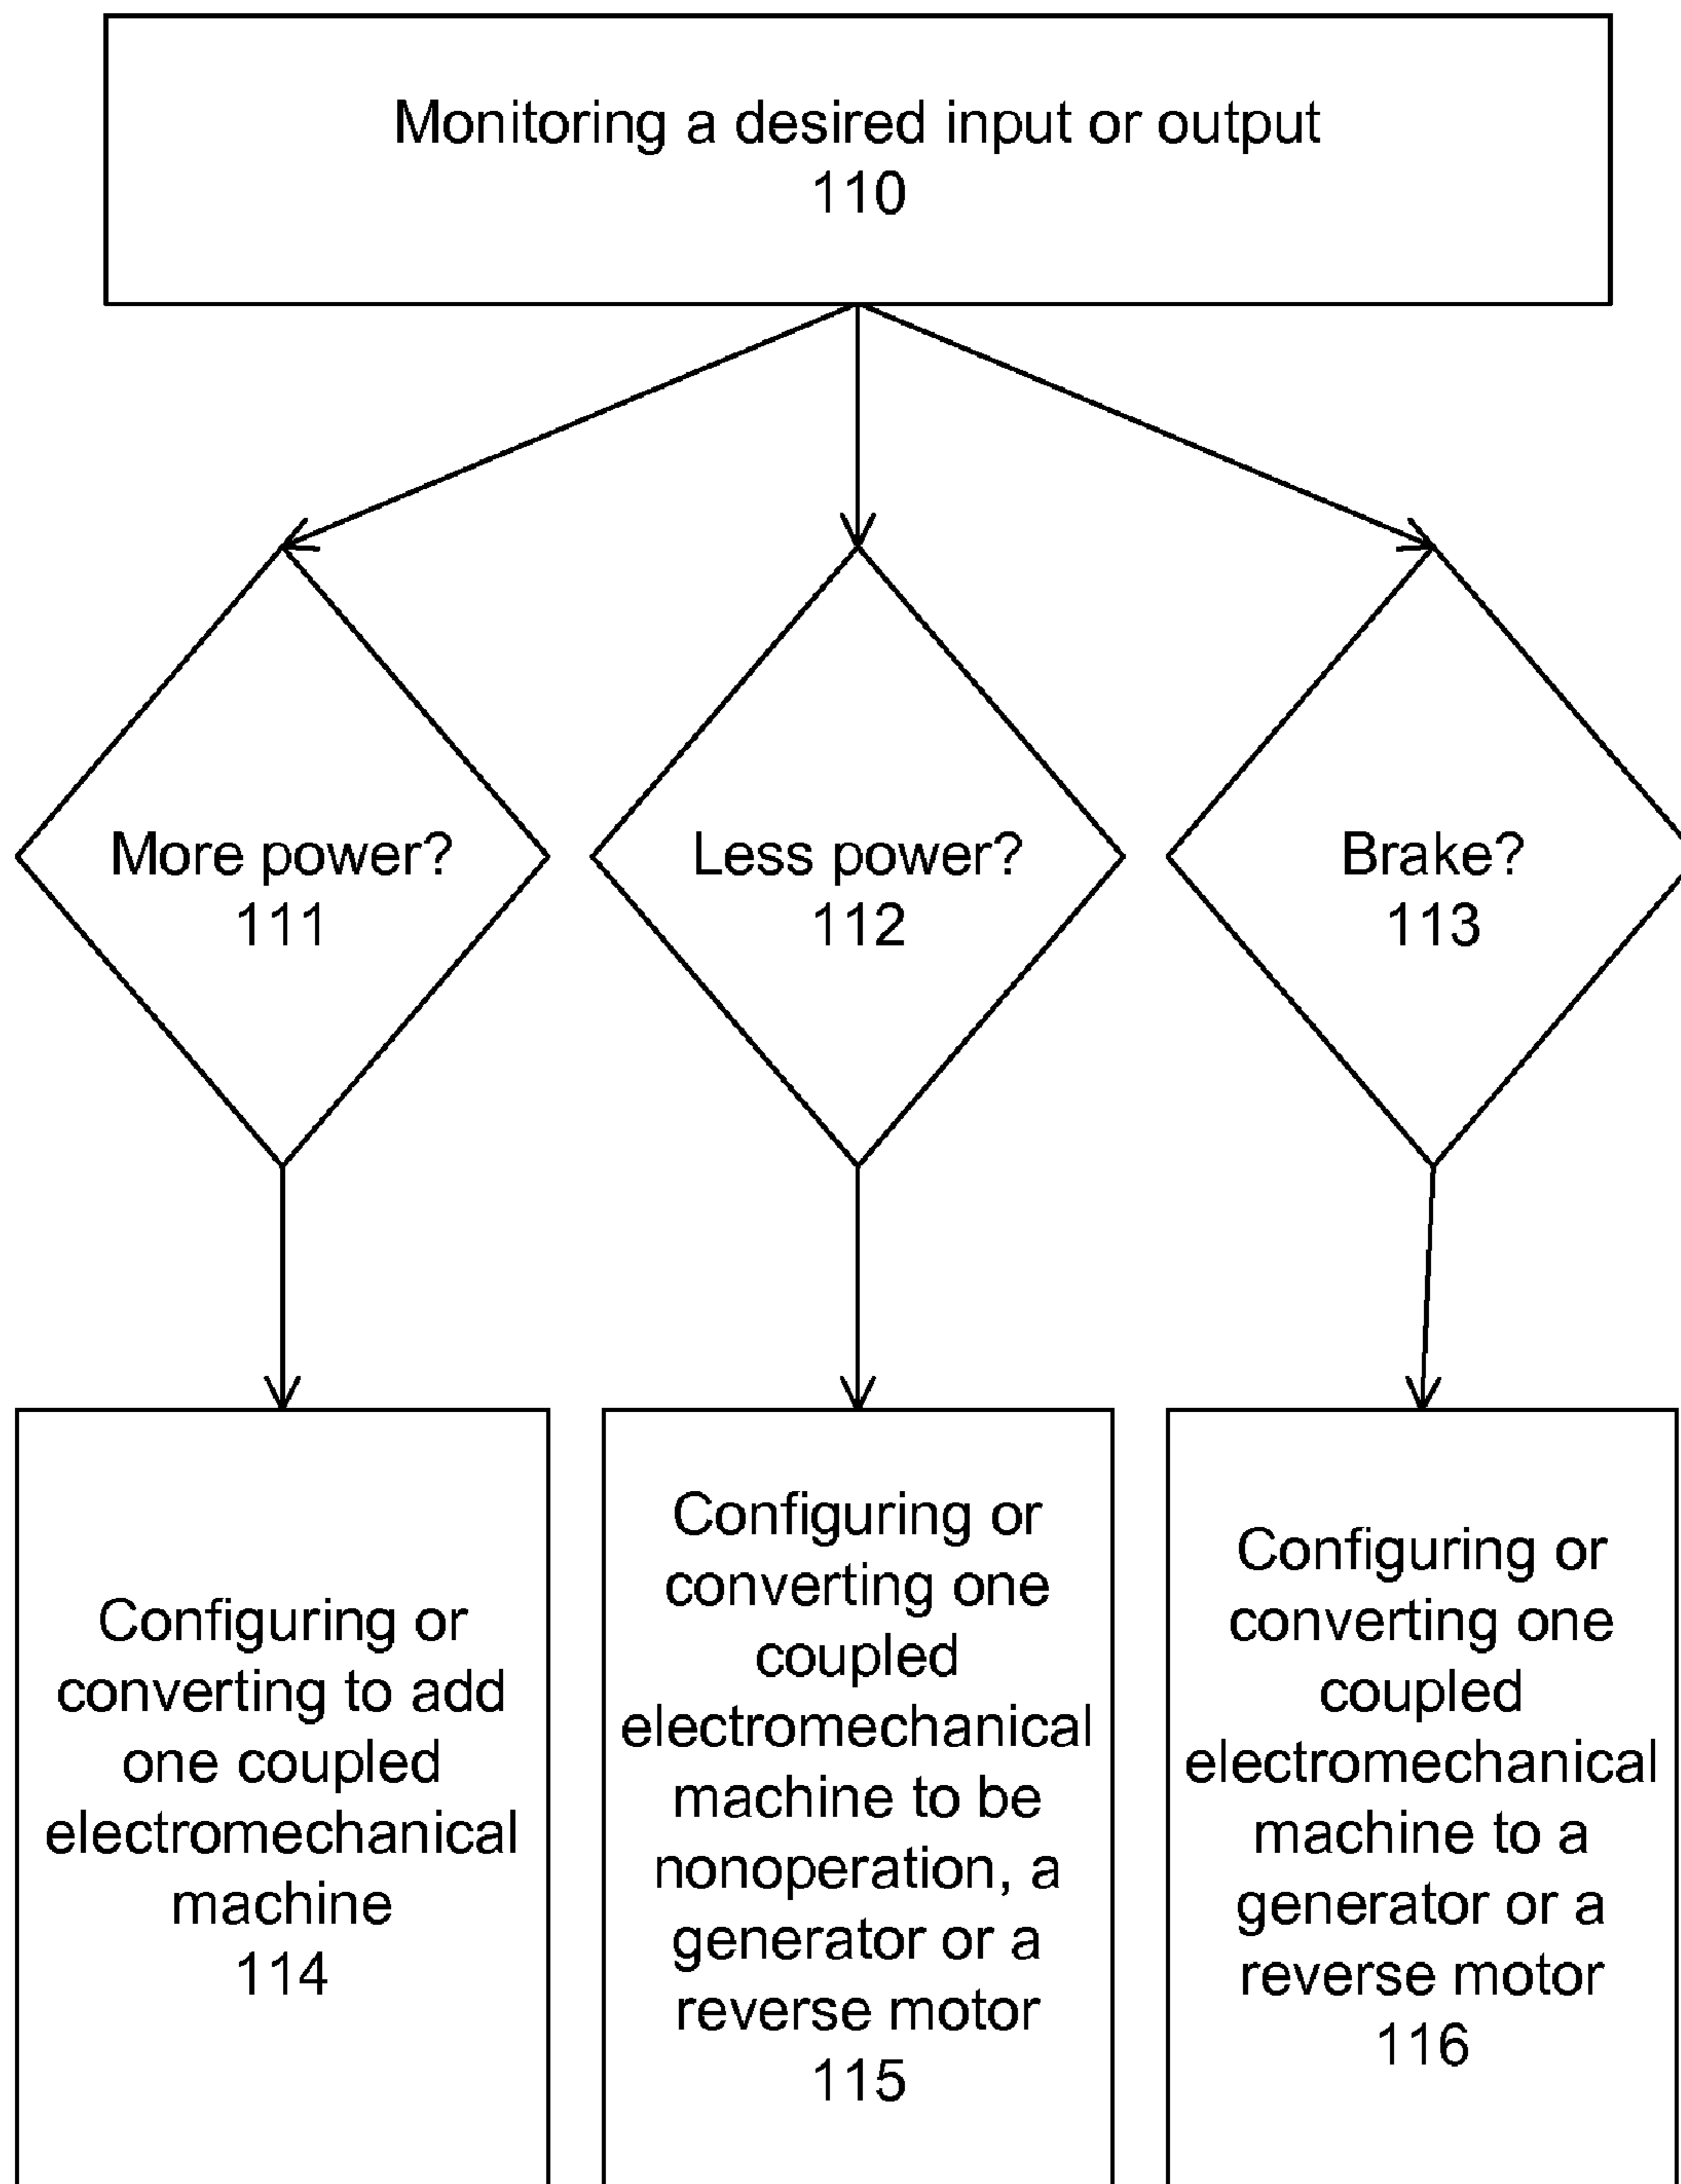 Monitoring a desired input or output
110
More power?
111
Less power?
112
Brake?
113
Configuring or
converting to add
one coupled
electromechanical
machine
114
Configuring or
converting one
coupled
electromechanical
machine to be
nonoperation, a
generator or a
reverse motor
115
Configuring or
converting one
coupled
electromechanical
machine to a
generator or a
reverse motor
116